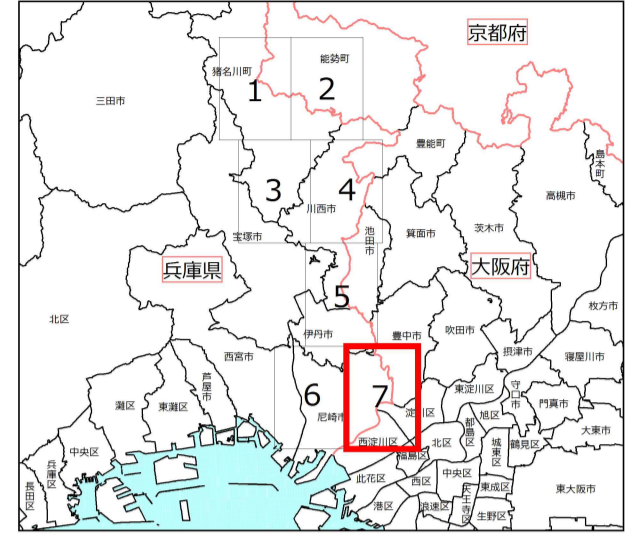 京都府
能勢町
猪名川町
1
2
三田市
豊能町
島本町
高槻市
3
4
川西市
池田市
箕面市
茨木市
宝塚市
兵庫県
大阪府
5
枚方市
北区
伊丹市
豊中市
吹田市
摂津市
寝屋川市
西宮市
芦屋市
6
尼崎市
7
淀川区
東淀川区
守口市
門真市
灘区
東灘区
旭区
都島区
大東市
西淀川区
北区
城東区
鶴見区
中央区
福島区
兵庫区
長田区
此花区
西区
中央区
東成区
東大阪市
天王寺区
港区
浪速区
生野区